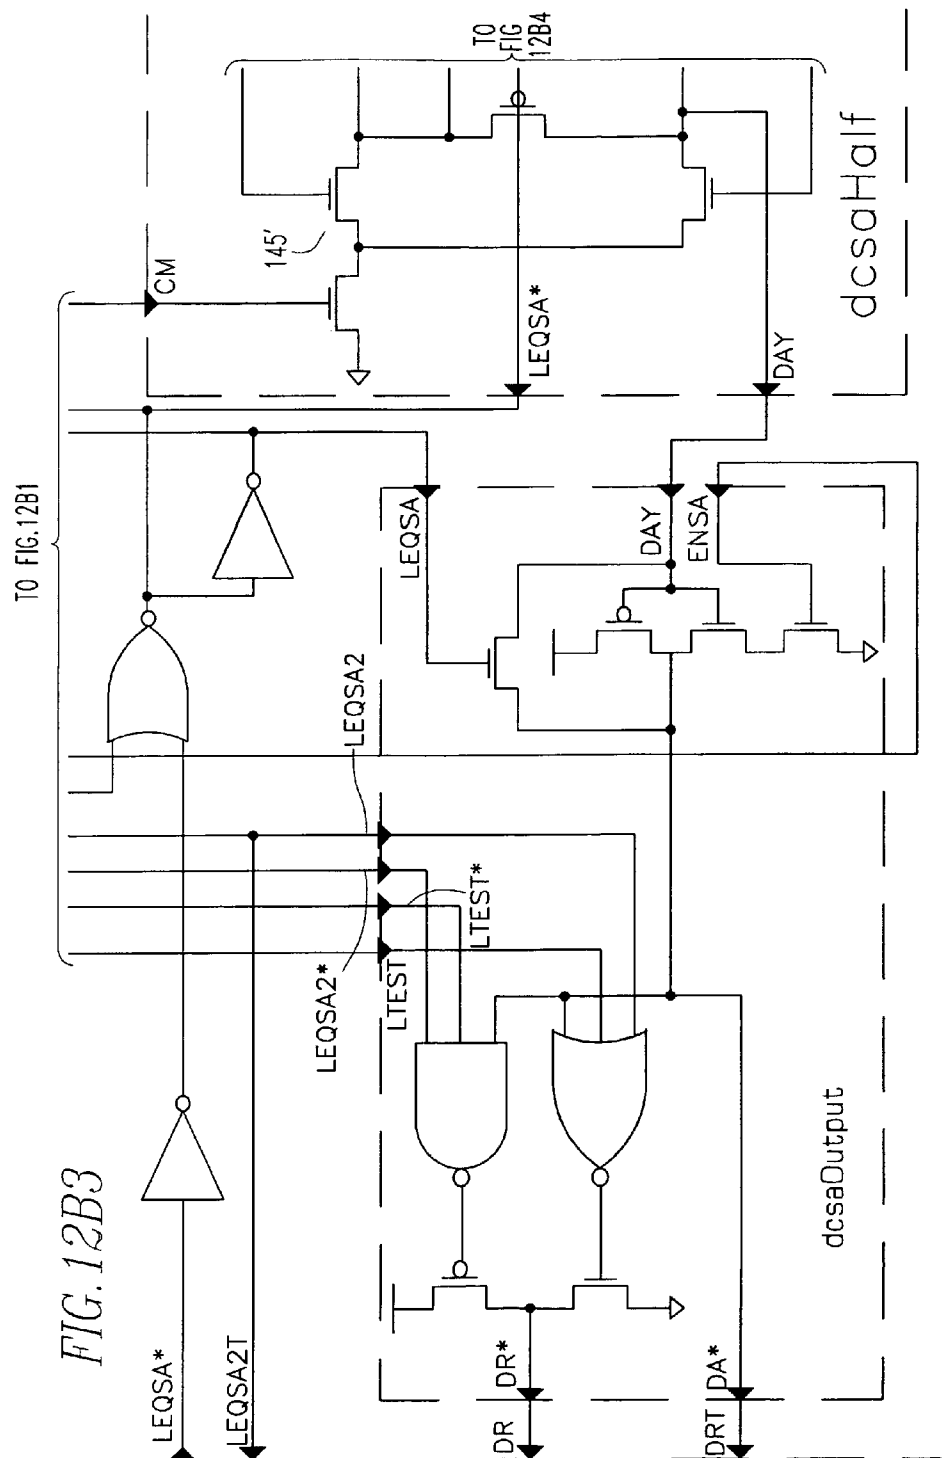 TO
FIG
12B4
dcsaHalf
145'
CM
LEQSA*
DAY
TO FIG.12B1
LEQSA
DAY
ENSA
LEQSA2
LTEST*
LEQSA2*
LTEST
dcsaOutput
FIG. 12B3
LEQSA*
LEQSA2T
DR*
DA*
DR
DRT